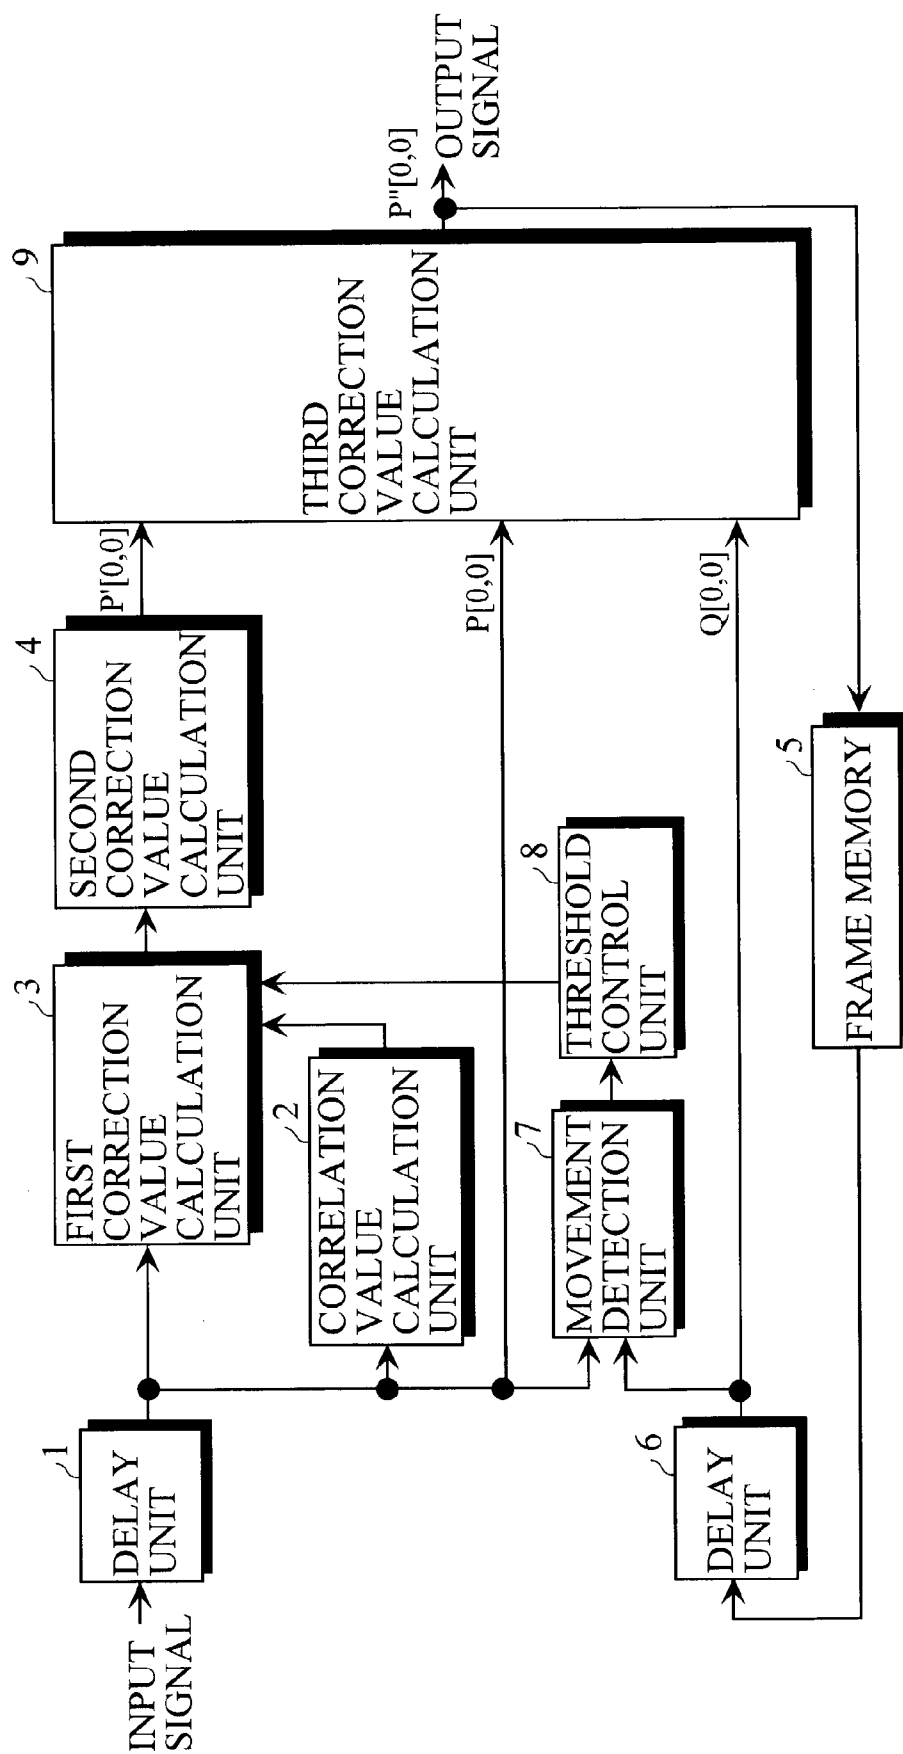 INPUT
SIGNAL
1
DELAY
UNIT
3
FIRST
CORRECTION
VALUE
CALCULATION
UNIT
4
SECOND
CORRECTION
VALUE
CALCULATION
UNIT
P'[0,0]
9
THIRD
CORRECTION
VALUE
CALCULATION
UNIT
P"[0,0]
OUTPUT
SIGNAL
2
CORRELATION
VALUE
CALCULATION
UNIT
P[0,0]
7
MOVEMENT
DETECTION
UNIT
8
THRESHOLD
CONTROL
UNIT
6
DELAY
UNIT
Q[0,0]
5
FRAME MEMORY